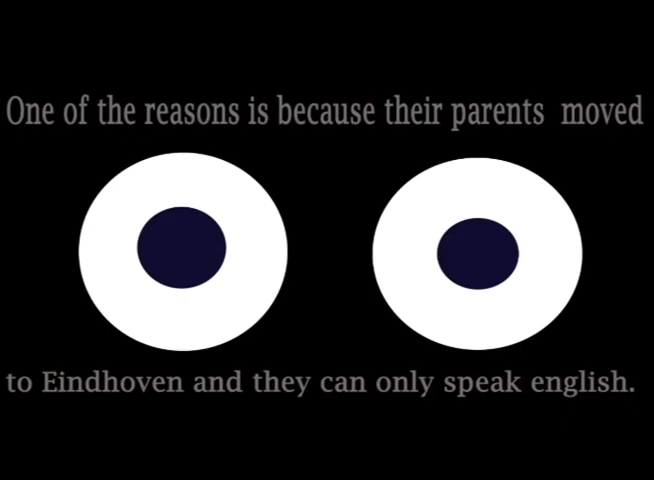 One of the reasons is because their parents moved
to Eindhoven and they can only speak english.